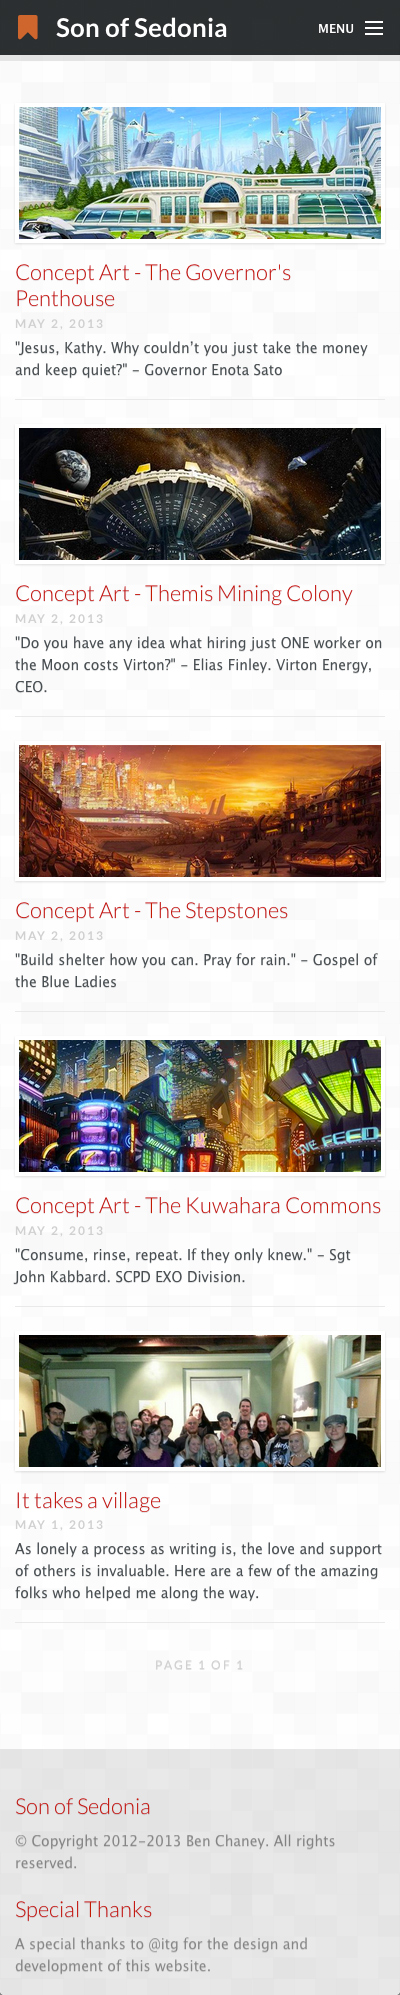 Son of Sedonia
MENU
Concept Art - The Governor's
Penthouse
MAY 2, 2013
"Jesus, Kathy. Why couldn’t you just take the money
and keep quiet?" – Governor Enota Sato
Concept Art - Themis Mining Colony
MAY 2, 2013
"Do you have any idea what hiring just ONE worker on
the Moon costs Virton?" – Elias Finley. Virton Energy,
CEO.
Concept Art - The Stepstones
MAY 2, 2013
"Build shelter how you can. Pray for rain." – Gospel of
the Blue Ladies
LIVE FEED
Concept Art - The Kuwahara Commons
MAY 2, 2013
"Consume, rinse, repeat. If they only knew." – Sgt
John Kabbard. SCPD EXO Division.
It takes a village
MAY 1, 2013
As lonely a process as writing is, the love and support
of others is invaluable. Here are a few of the amazing
folks who helped me along the way.
PAGE 1 OF 1
Son of Sedonia
© Copyright 2012–2013 Ben Chaney. All rights
reserved.
Special Thanks
A special thanks to @itg for the design and
development of this website.